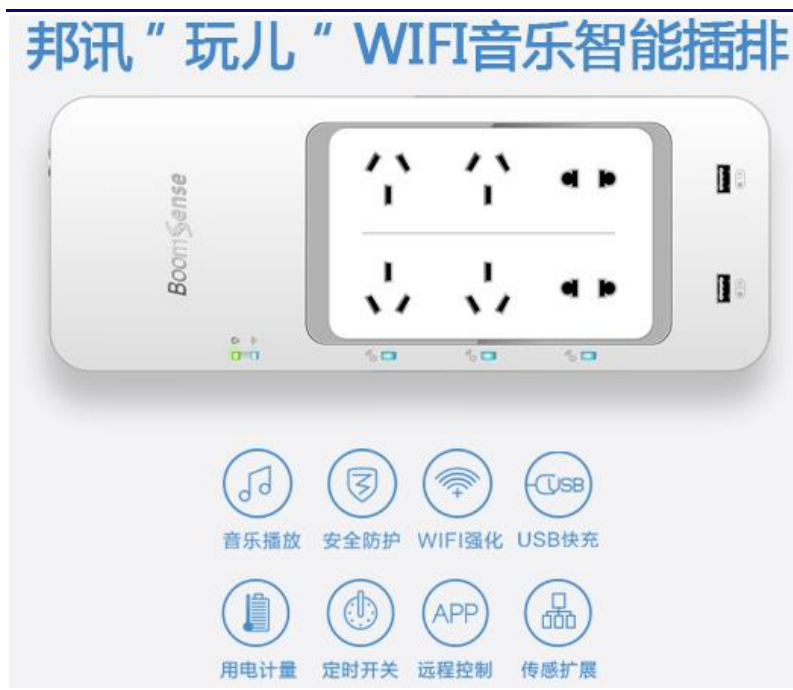 邦讯＂玩儿“WIFI音乐智能插排
BoomSense
USB
音乐播放 安全防护 WIFI强化 USB快充
APP
用电计量 定时开关 远程控制 传感扩展